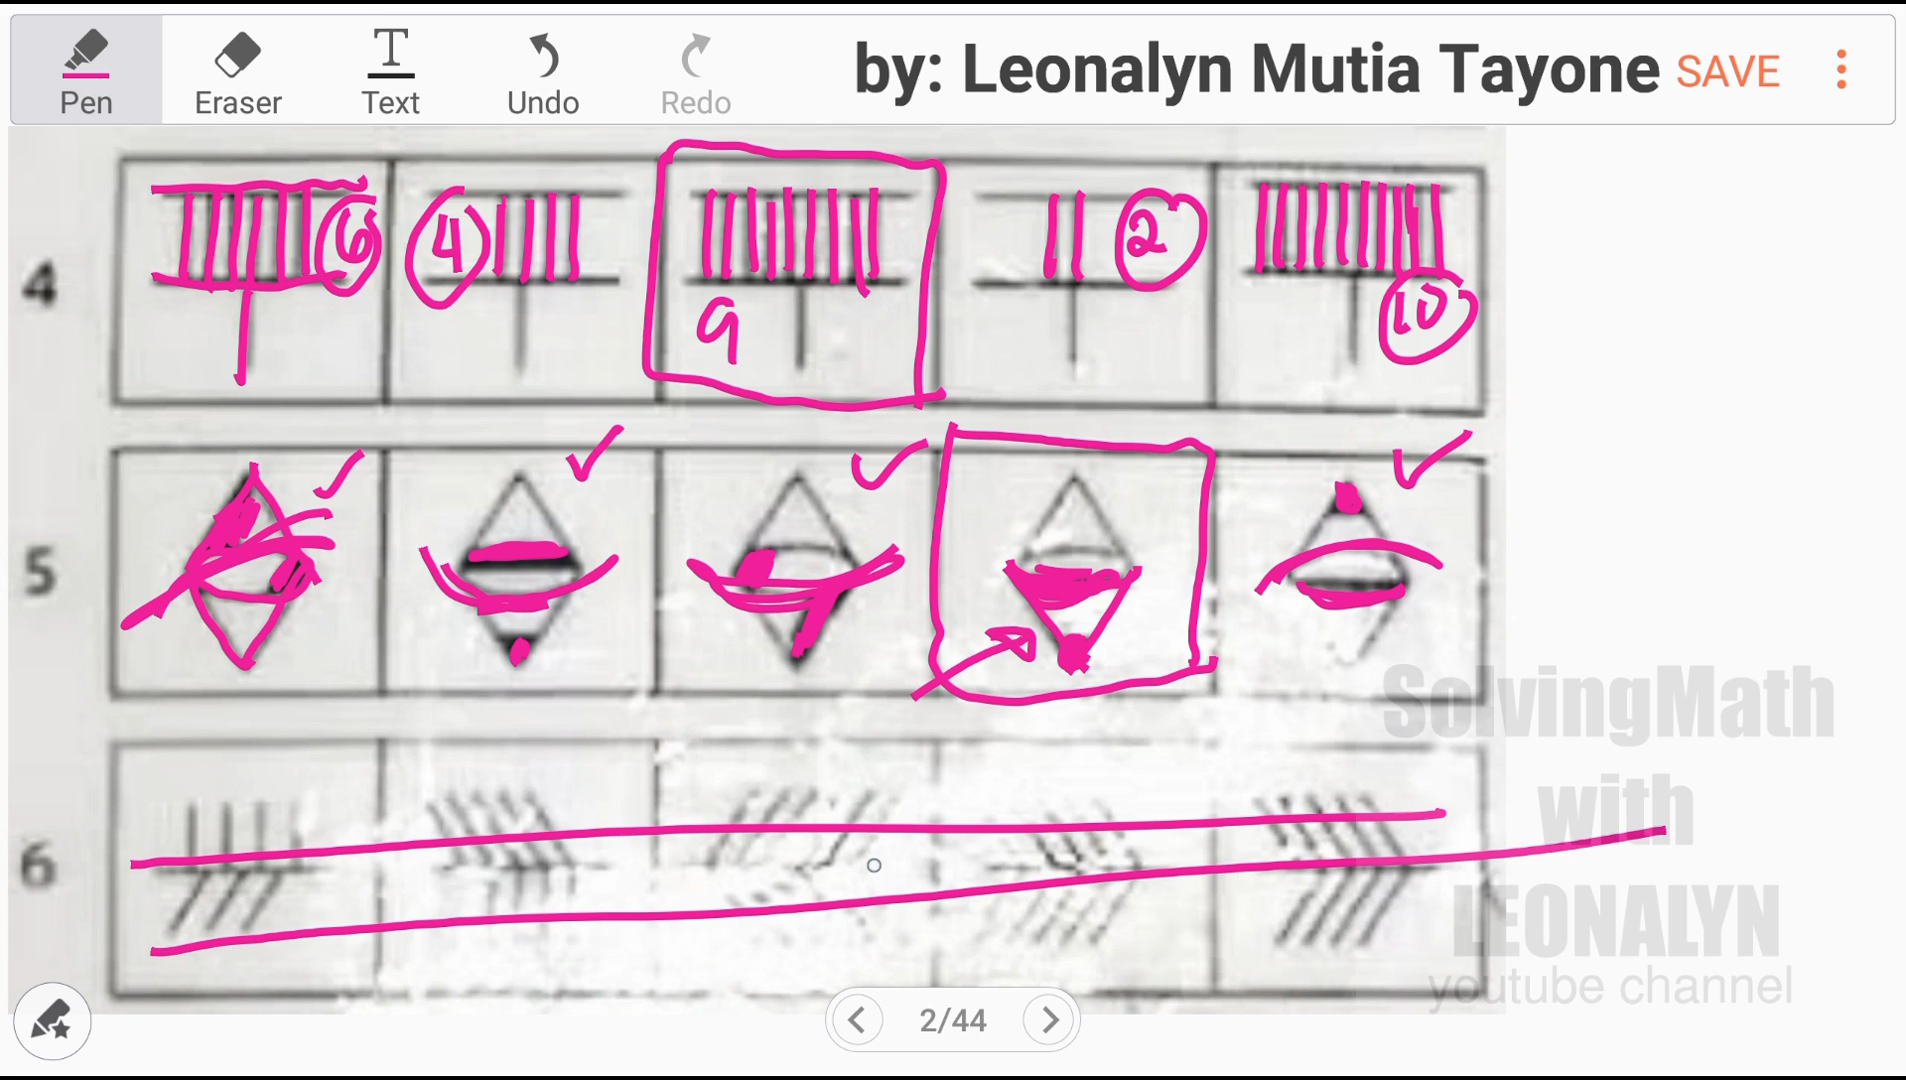 Pen
Eraser
Text
Undo
Redo
by: Leonalyn Mutia Tayone
SAVE
4
6
4
9
2
10
5
6
SolvingMath
with
LEONALYN
youtube channel
2/44